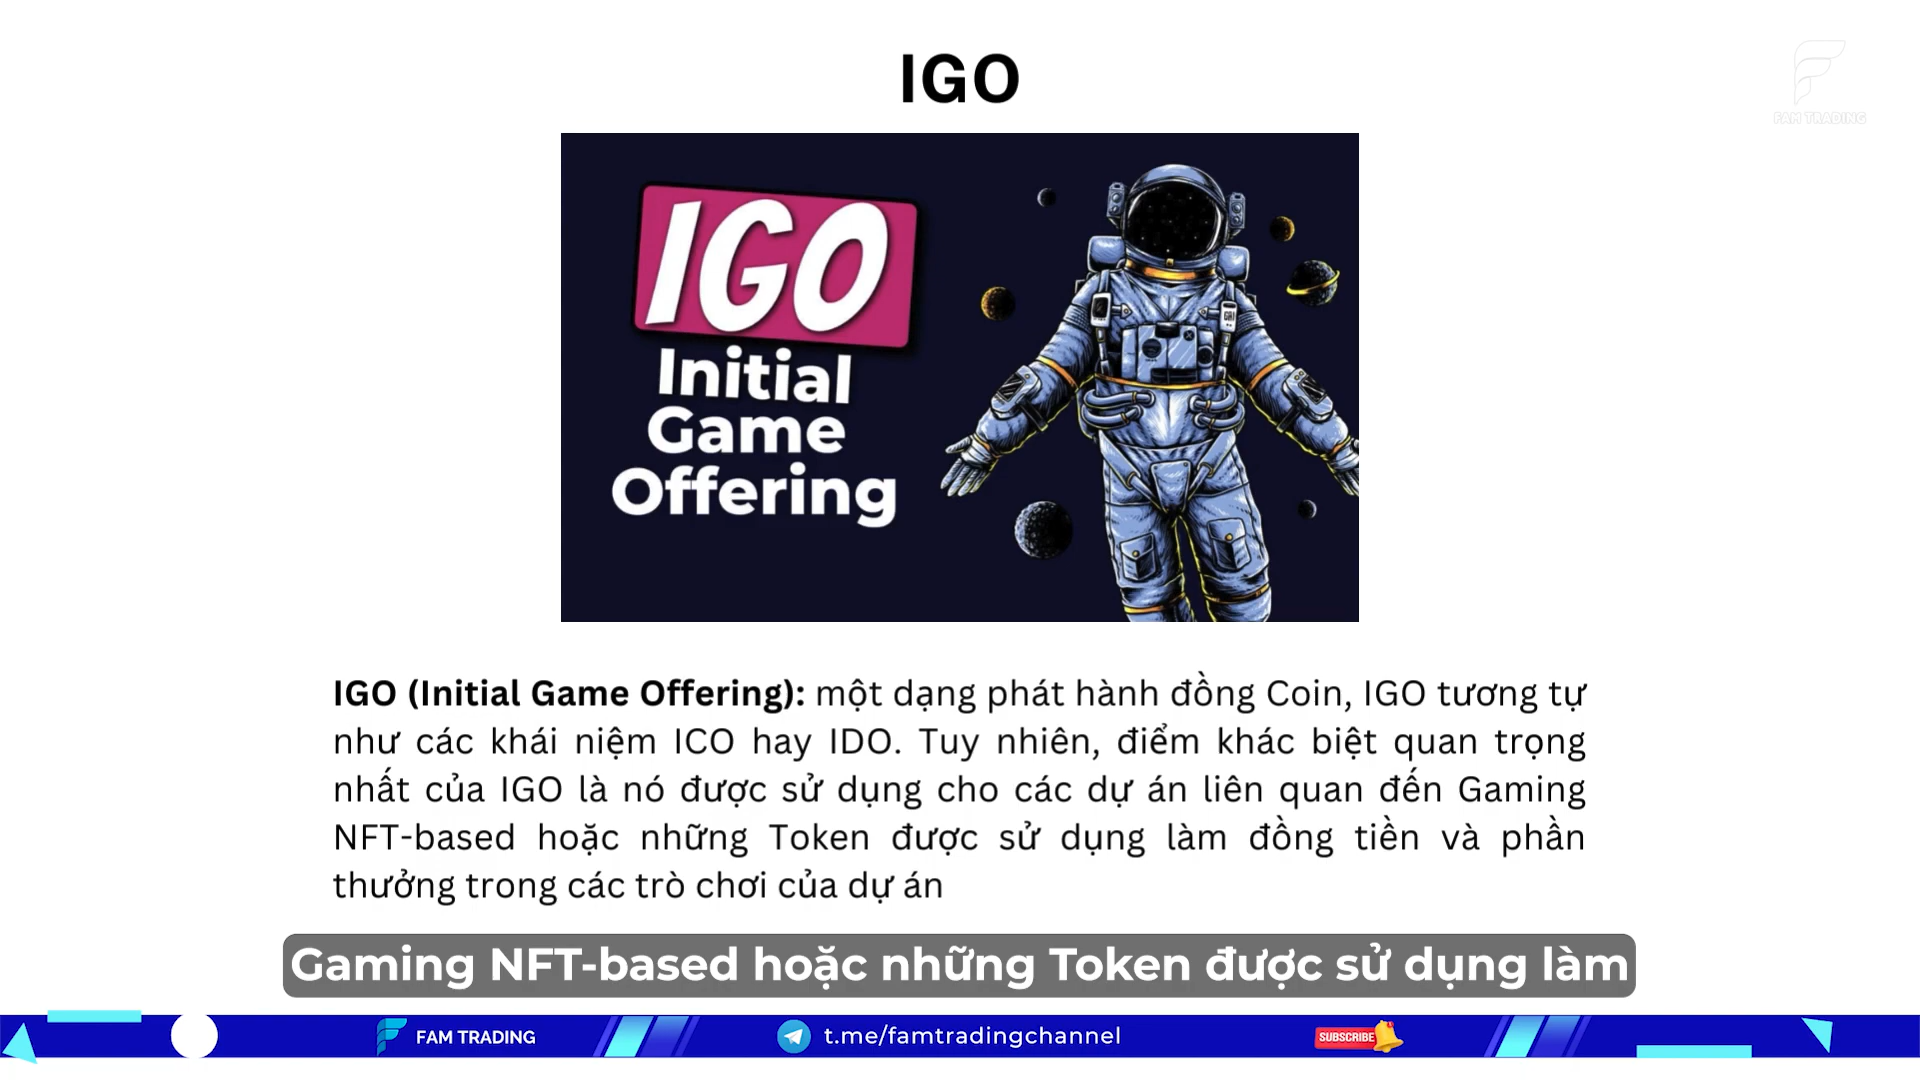 IGO
FAM TRADING
IGO
Initial
Game
Offering
IGO (Initial Game Offering): một dạng phát hành đồng Coin, IGO tương tự
như các khái niệm ICO hay IDO. Tuy nhiên, điểm khác biệt quan trọng
nhất của IGO là nó được sử dụng cho các dự án liên quan đến Gaming
NFT-based hoặc những Token được sử dụng làm đồng tiền và phần
thưởng trong các trò chơi của dự án
Gaming NFT-based hoặc những Token được sử dụng làm
FAM TRADING
t.me/famtradingchannel
SUBSCRIBE